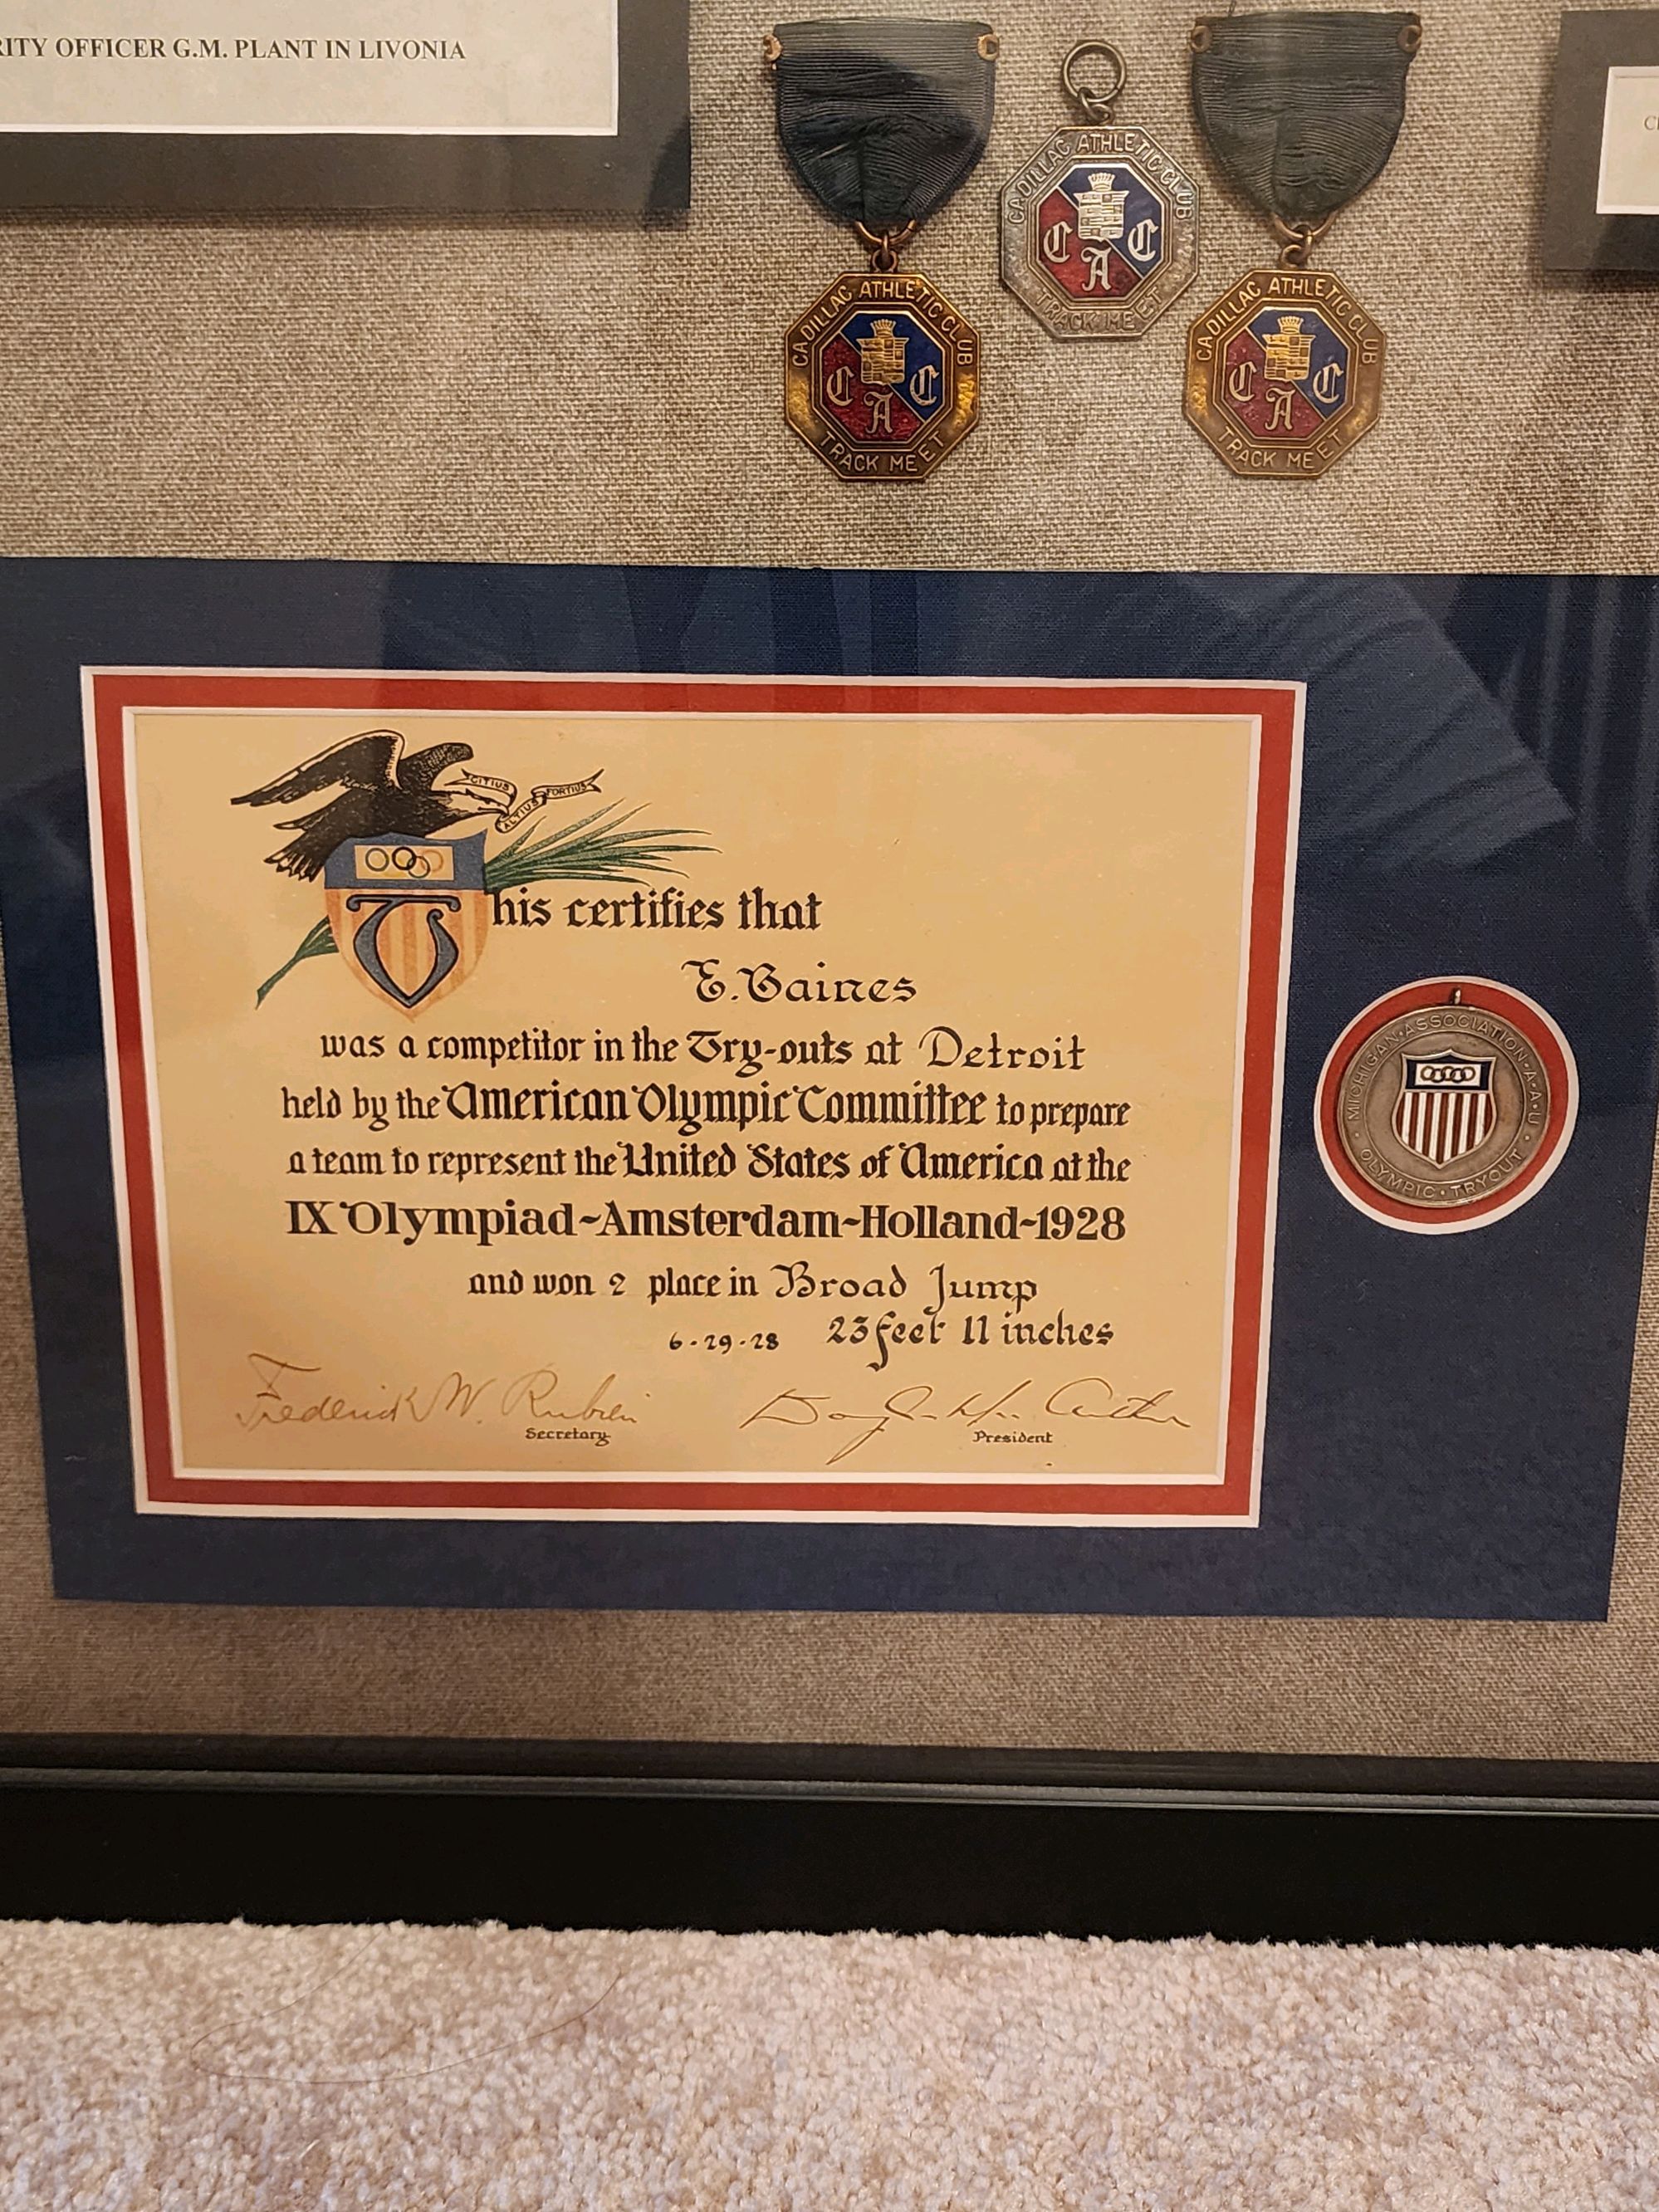 RITY OFFICER G.M. PLANT IN LIVONIA
CADILLAC ATHLETIC CLUB
C A C
TRACK MEET
CADILLAC ATHLETIC CLUB
C A C
TRACK MEET
CADILLAC ATHLETIC CLUB
C A C
TRACK MEET
CITIUS ALTIUS FORTIUS
This certifies that
E. Gaines
was a competitor in the Try-outs at Detroit
held by the American Olympic Committee to prepare
a team to represent the United States of America at the
IX Olympiad~Amsterdam~Holland~1928
and won 2 place in Broad Jump
6-29-28 23 feet 11 inches
Frederick W. Rubien
Secretary
Douglas MacArthur
President
MICHIGAN·ASSOCIATION·A·A·U·
OLYMPIC·TRYOUT